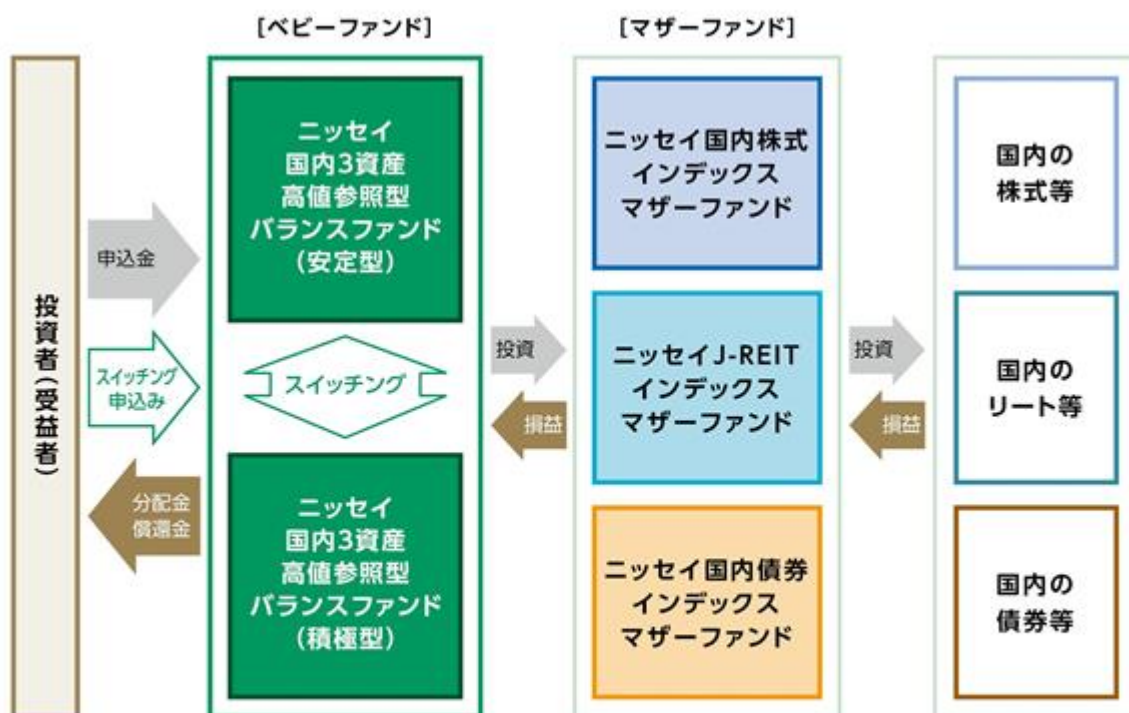 [ベビーファンド]
[マザーファンド]
投資者(受益者)
申込金
スイッチング
申込み
分配金
償還金
ニッセイ
国内3資産
高値参照型
バランスファンド
(安定型)
スイッチング
ニッセイ
国内3資産
高値参照型
バランスファンド
(積極型)
投資
損益
ニッセイ国内株式
インデックス
マザーファンド
ニッセイJ-REIT
インデックス
マザーファンド
ニッセイ国内債券
インデックス
マザーファンド
投資
損益
国内の
株式等
国内の
リート等
国内の
債券等